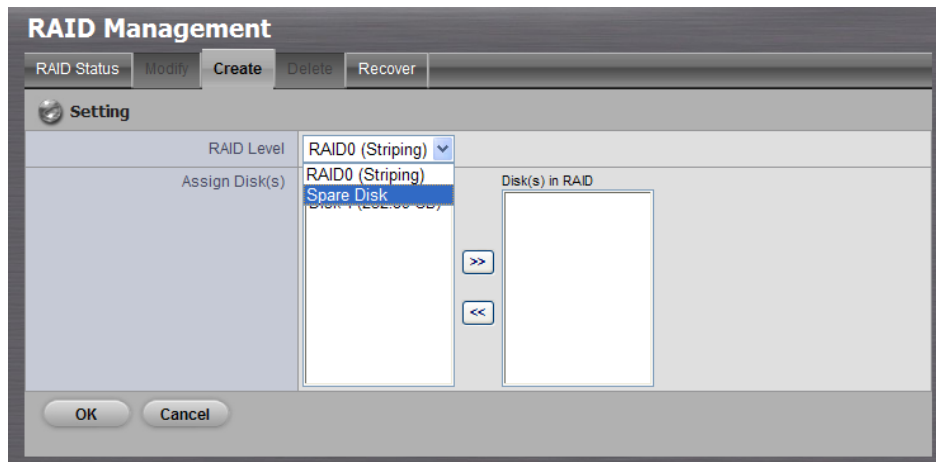 RAID Management
RAID Status Modify Create Delete Recover
Setting
RAID Level RAID0 (Striping)
Assign Disk(s) RAID0 (Striping) Disk(s) in RAID
Spare Disk
>>
<<
OK Cancel